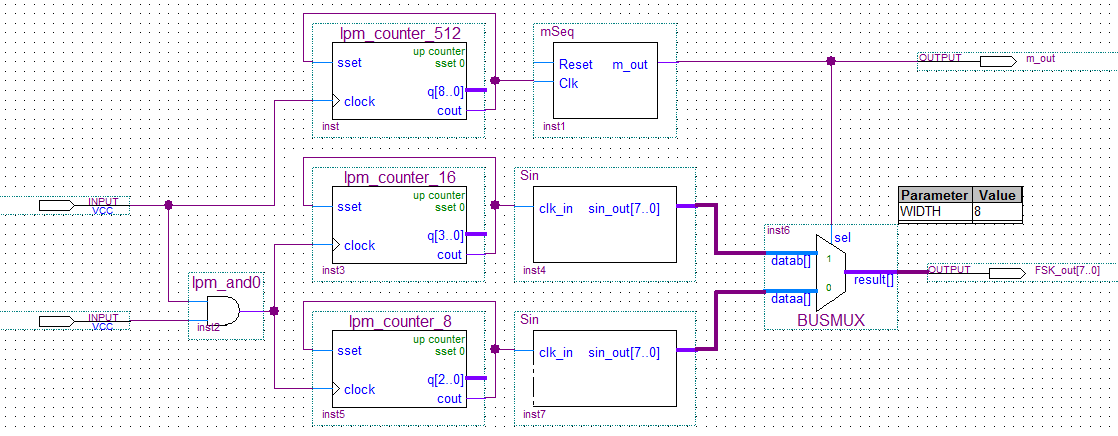 lpm_counter_512
up counter
sset 0
sset
q[8..0]
clock
cout
inst
mSeq
Reset m_out
Clk
inst1
OUTPUT m_out
INPUT
VCC
lpm_counter_16
up counter
sset 0
sset
q[3..0]
clock
cout
inst3
Sin
clk_in sin_out[7..0]
inst4
Parameter Value
WIDTH 8
inst6
sel
datab[] 1
result[]
dataa[] 0
BUSMUX
OUTPUT FSK_out[7..0]
lpm_and0
inst2
INPUT
VCC
lpm_counter_8
up counter
sset 0
sset
q[2..0]
clock
cout
inst5
Sin
clk_in sin_out[7..0]
inst7